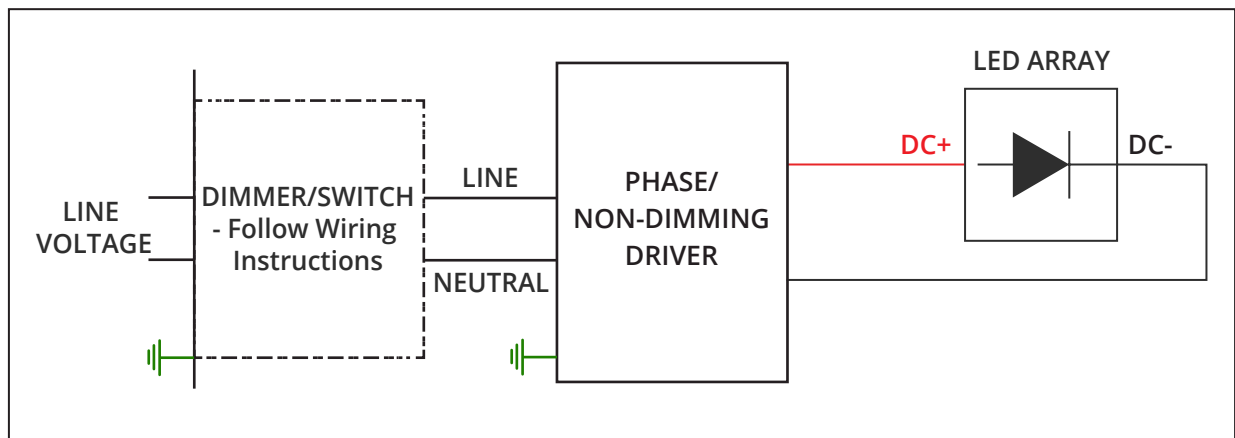 LED ARRAY
DC+
DC-
LINE
VOLTAGE
DIMMER/SWITCH
- Follow Wiring
Instructions
LINE
NEUTRAL
PHASE/
NON-DIMMING
DRIVER